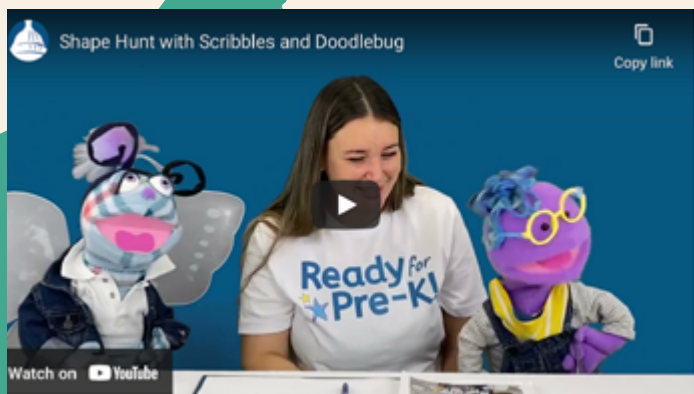 Shape Hunt with Scribbles and Doodlebug
Copy link
Ready for
Pre-K!
Watch on YouTube